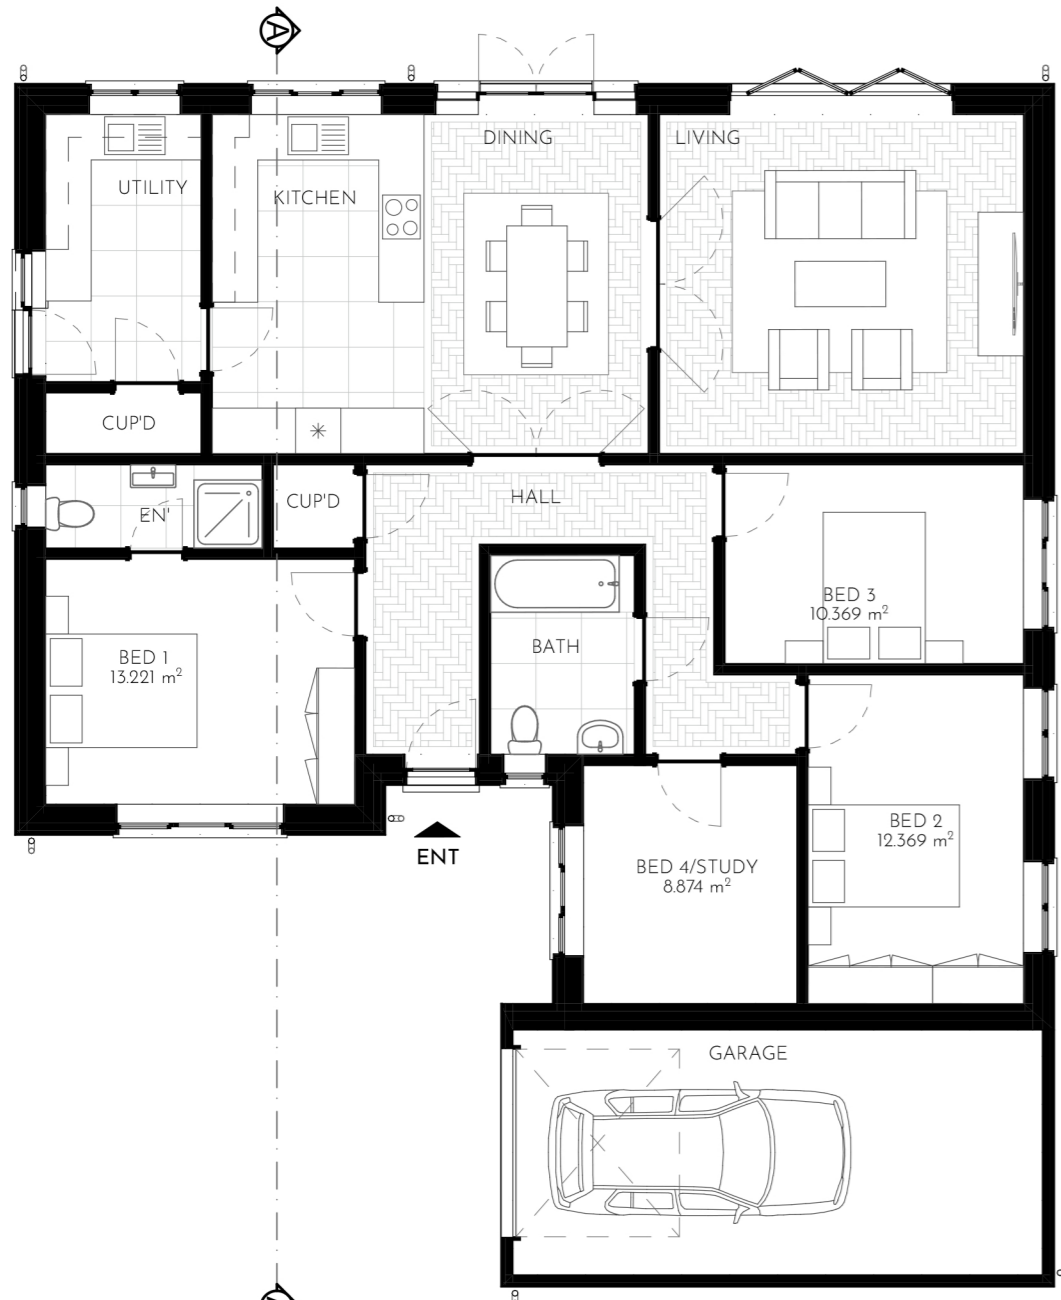 A
DINING
LIVING
UTILITY
KITCHEN
CUP'D
CUP'D
HALL
EN'
BED 3
10.369 m²
BATH
BED 1
13.221 m²
BED 2
12.369 m²
ENT
BED 4/STUDY
8.874 m²
GARAGE